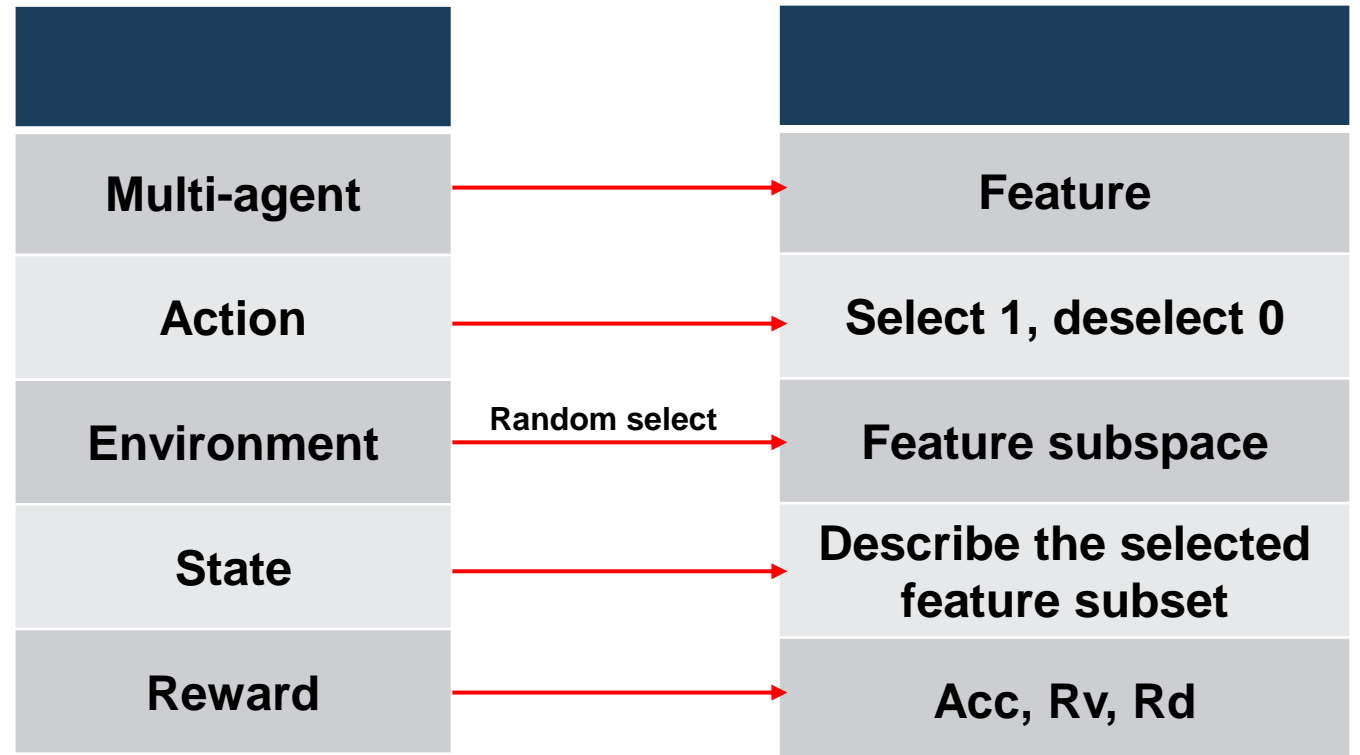 Multi-agent
Feature
Action
Select 1, deselect 0
Environment
Random select
Feature subspace
State
Describe the selected
feature subset
Reward
Acc, Rv, Rd